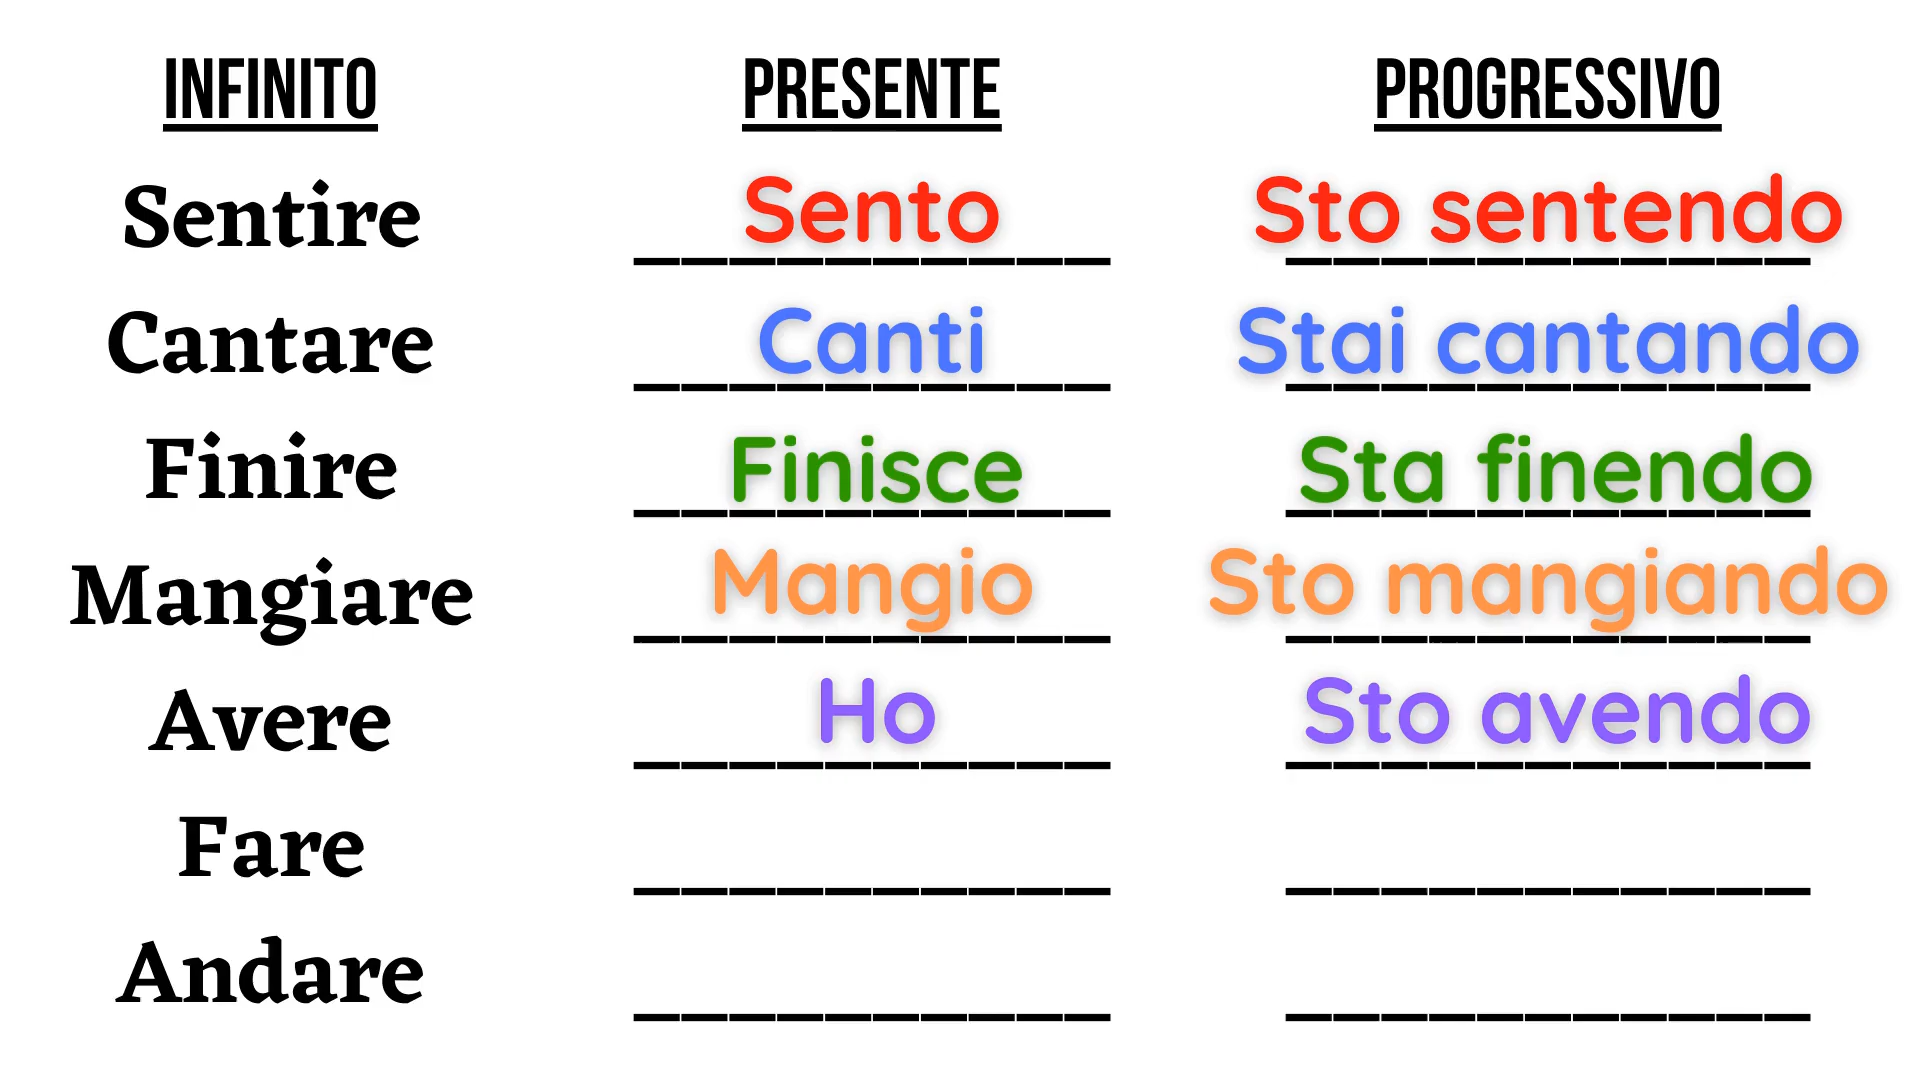 INFINITO PRESENTE PROGRESSIVO
Sentire Sento Sto sentendo
Cantare Canti Stai cantando
Finire Finisce Sta finendo
Mangiare Mangio Sto mangiando
Avere Ho Sto avendo
Fare
Andare